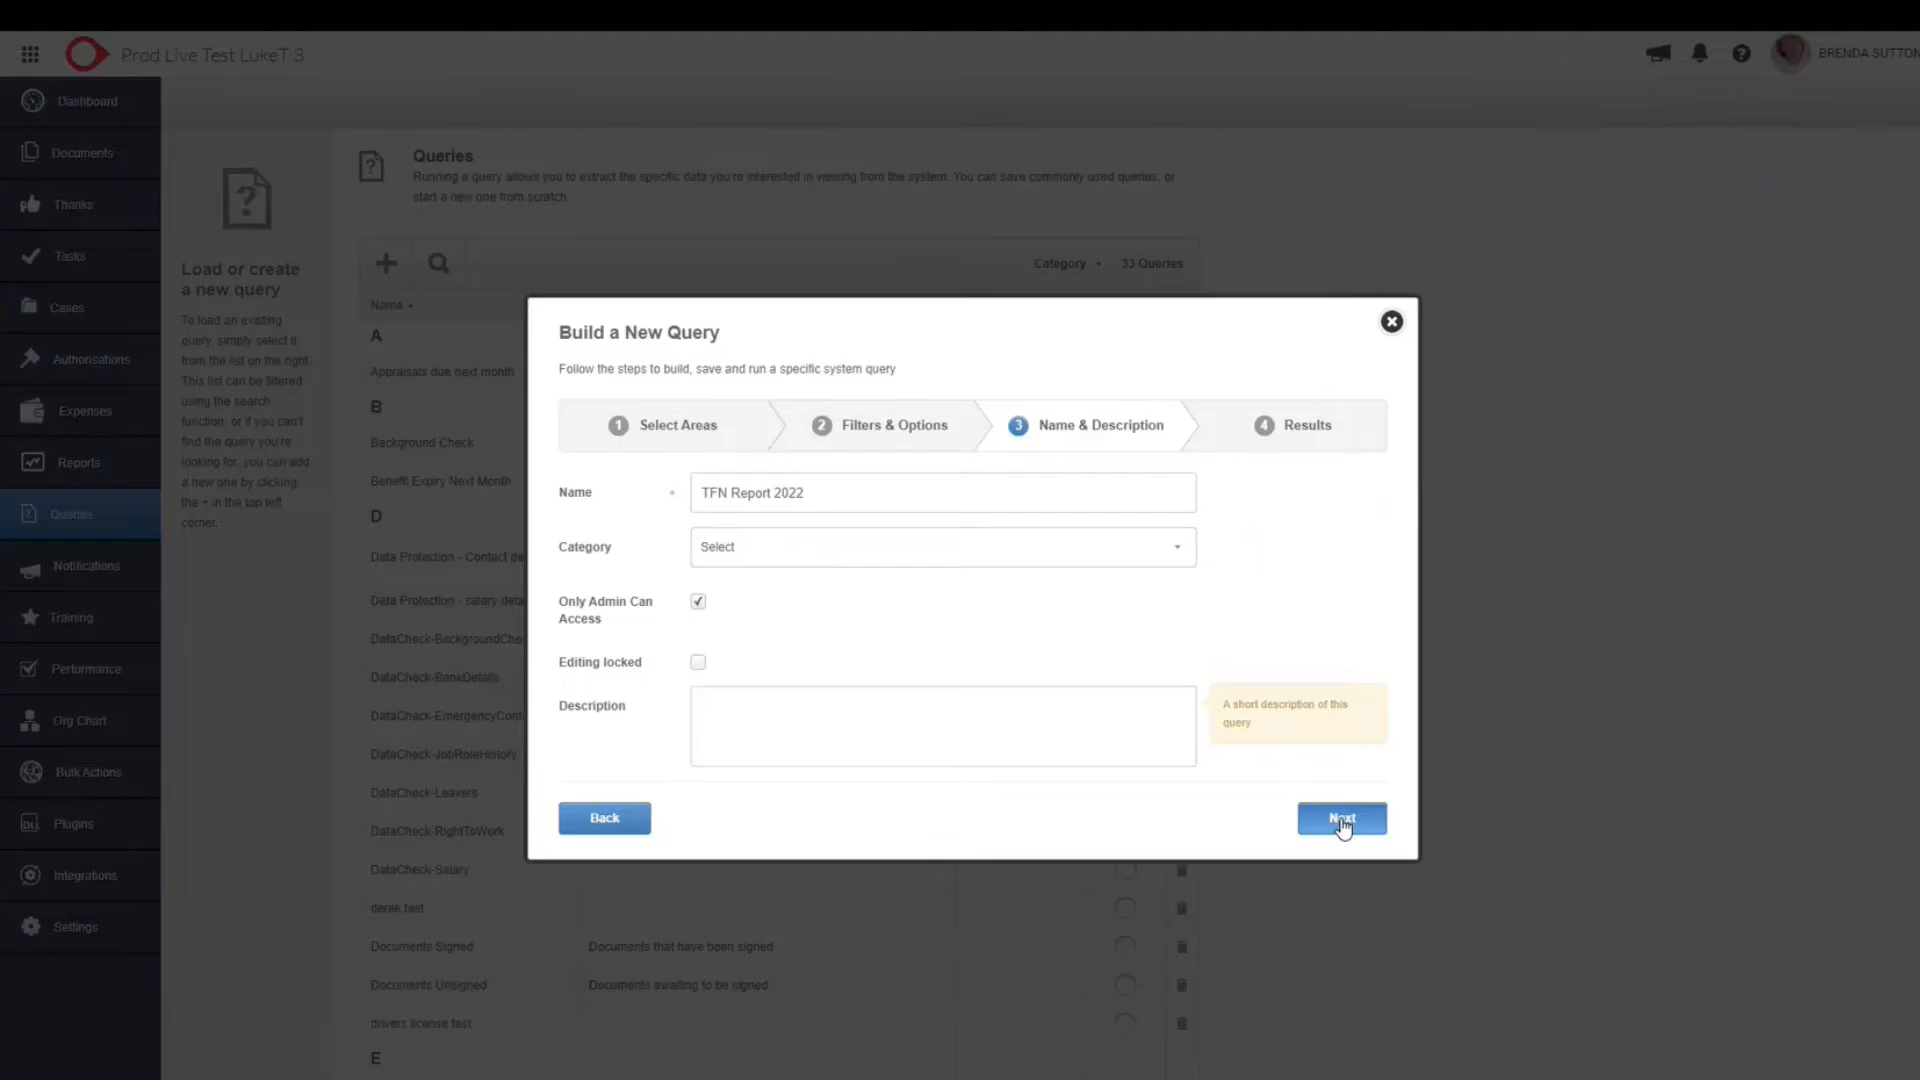 Prod Live Test LukeT 3
BRENDA SUTTON
Dashboard
Documents
Thanks
Tasks
Cases
Authorisations
Expenses
Reports
Queries
Notifications
Training
Performance
Org Chart
Bulk Actions
Plugins
Integrations
Settings
Load or create
a new query
To load an existing
query, simply select it
from the list on the right.
This list can be filtered
using the search
function, or if you can't
find the query you're
looking for, you can add
a new one by clicking
the + in the top left
corner.
Queries
Running a query allows you to extract the specific data you're interested in viewing from the system. You can save commonly used queries, or
start a new one from scratch
Category
33 Queries
Name
A
Appraisals due next month
B
Background Check
Benefit Expiry Next Month
D
Data Protection - Contact de
Data Protection - salary deta
DataCheck-BackgroundChe
DataCheck-BankDetails
DataCheck-EmergencyCont
DataCheck-JobRoleHistory
DataCheck-Leavers
DataCheck-RightToWork
DataCheck-Salary
derek test
Documents Signed
Documents that have been signed
Documents Unsigned
Documents awaiting to be signed
drivers license test
E
Build a New Query
Follow the steps to build, save and run a specific system query
1 Select Areas
2 Filters & Options
3 Name & Description
4 Results
Name *
TFN Report 2022
Category
Select
Only Admin Can
Access
Editing locked
Description
A short description of this
query
Back
Next